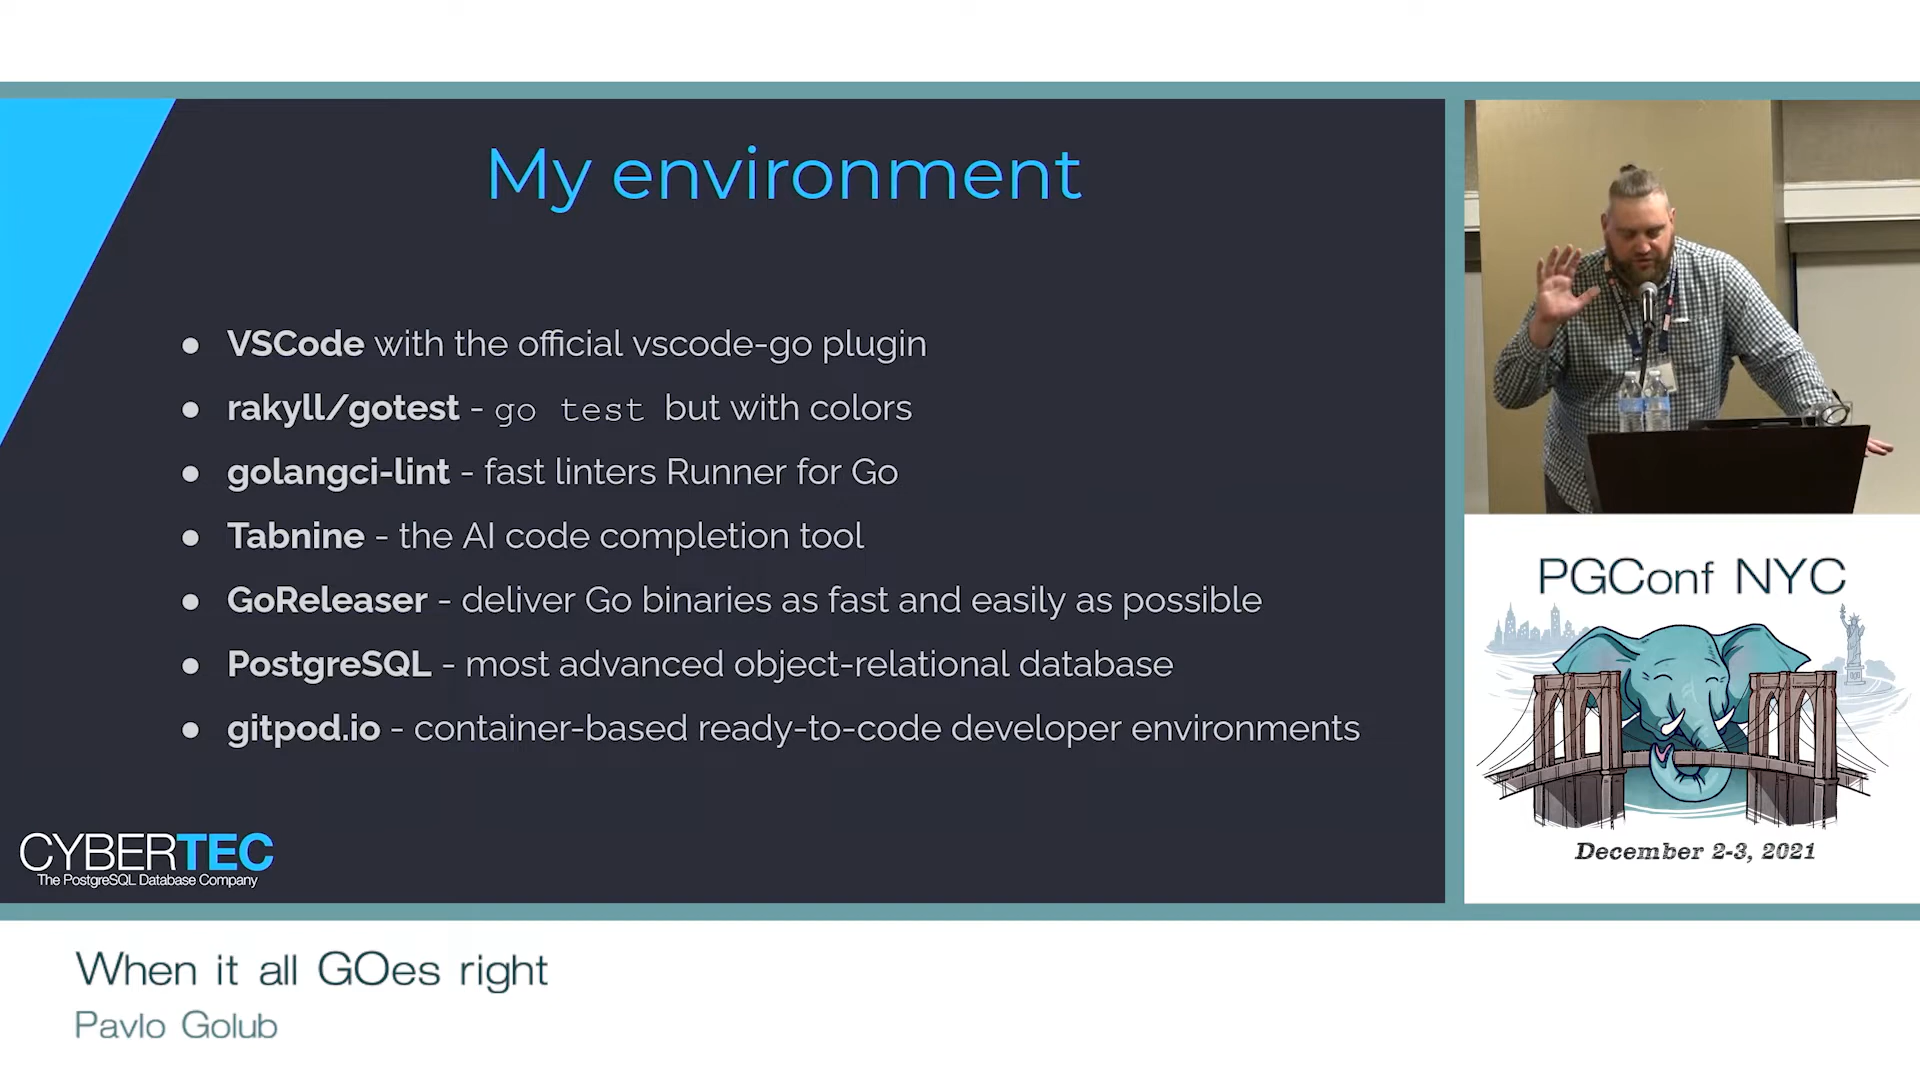 My environment
● VSCode with the official vscode-go plugin
● rakyll/gotest - go test but with colors
● golangci-lint - fast linters Runner for Go
● Tabnine - the AI code completion tool
● GoReleaser - deliver Go binaries as fast and easily as possible
● PostgreSQL - most advanced object-relational database
● gitpod.io - container-based ready-to-code developer environments
CYBERTEC
The PostgreSQL Database Company
PGConf NYC
December 2-3, 2021
When it all GOes right
Pavlo Golub